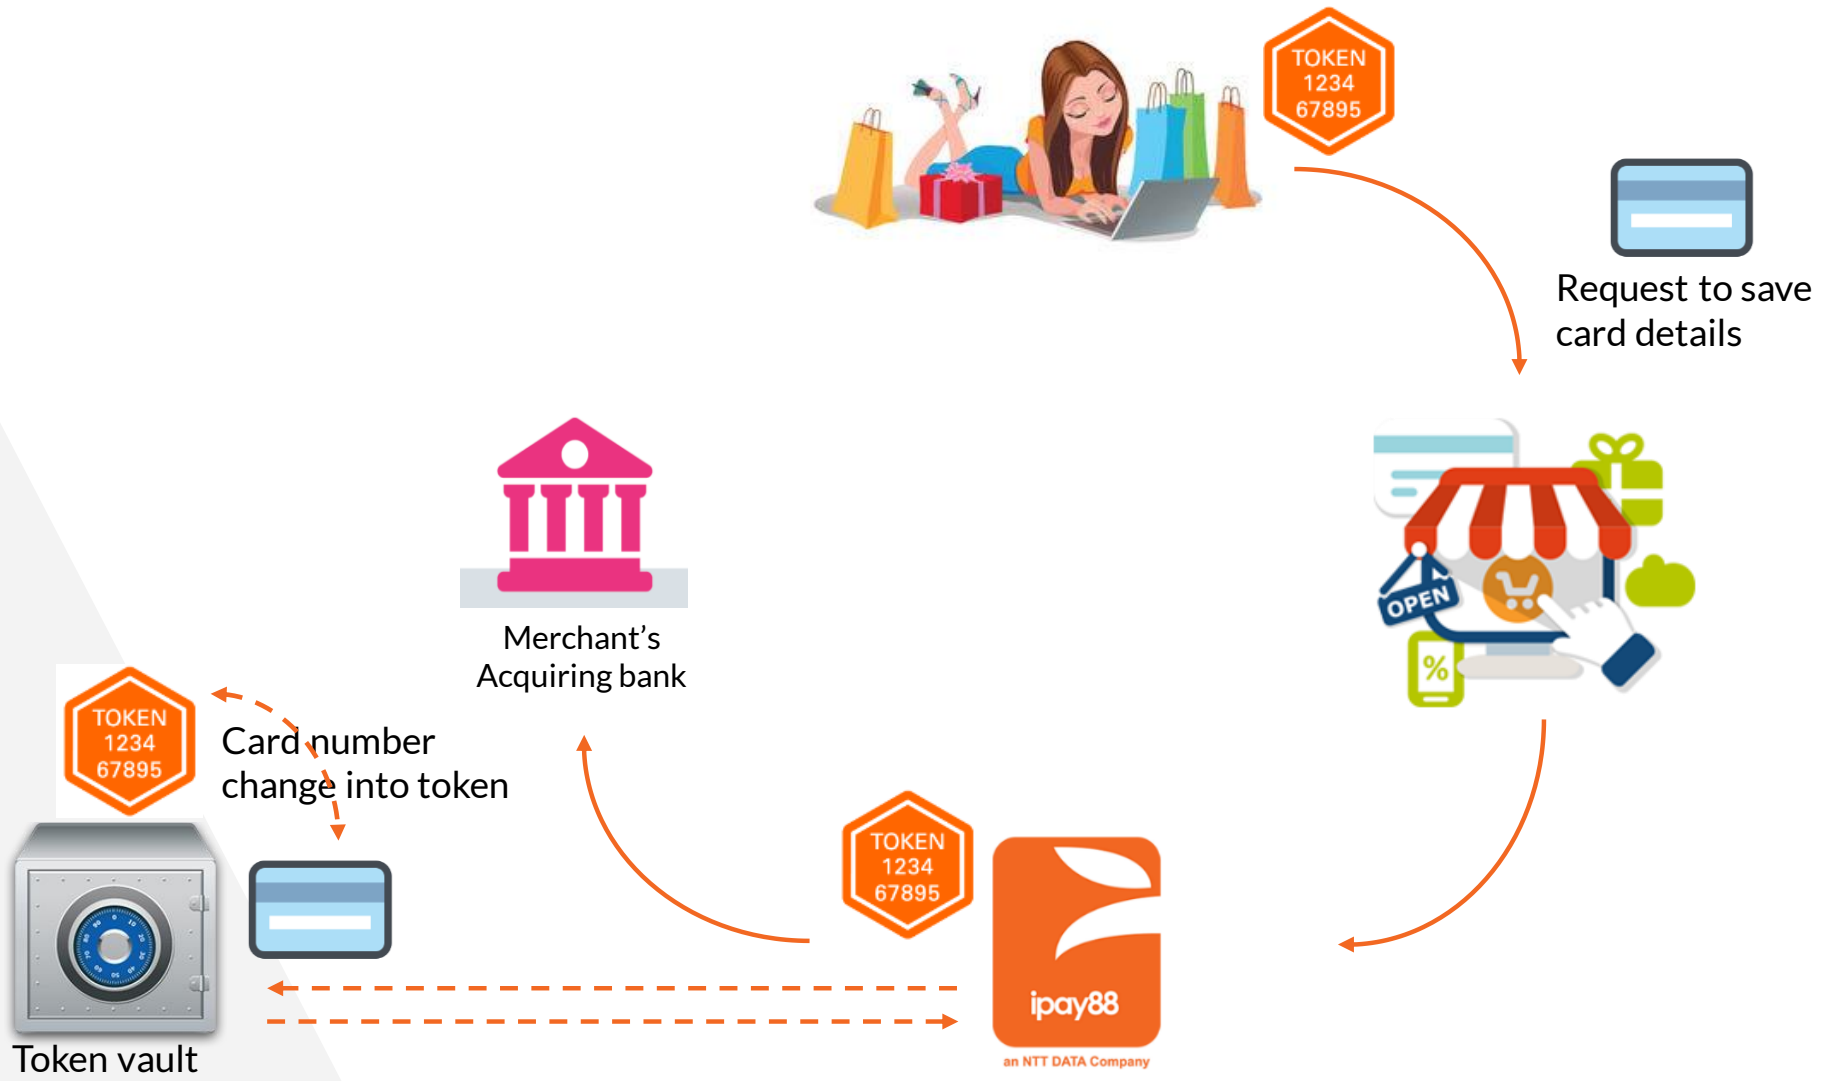 TOKEN
1234
67895
Request to save
card details
OPEN
%
Merchant's
Acquiring bank
TOKEN
1234
67895
Card number
change into token
TOKEN
1234
67895
ipay88
an NTT DATA Company
Token vault